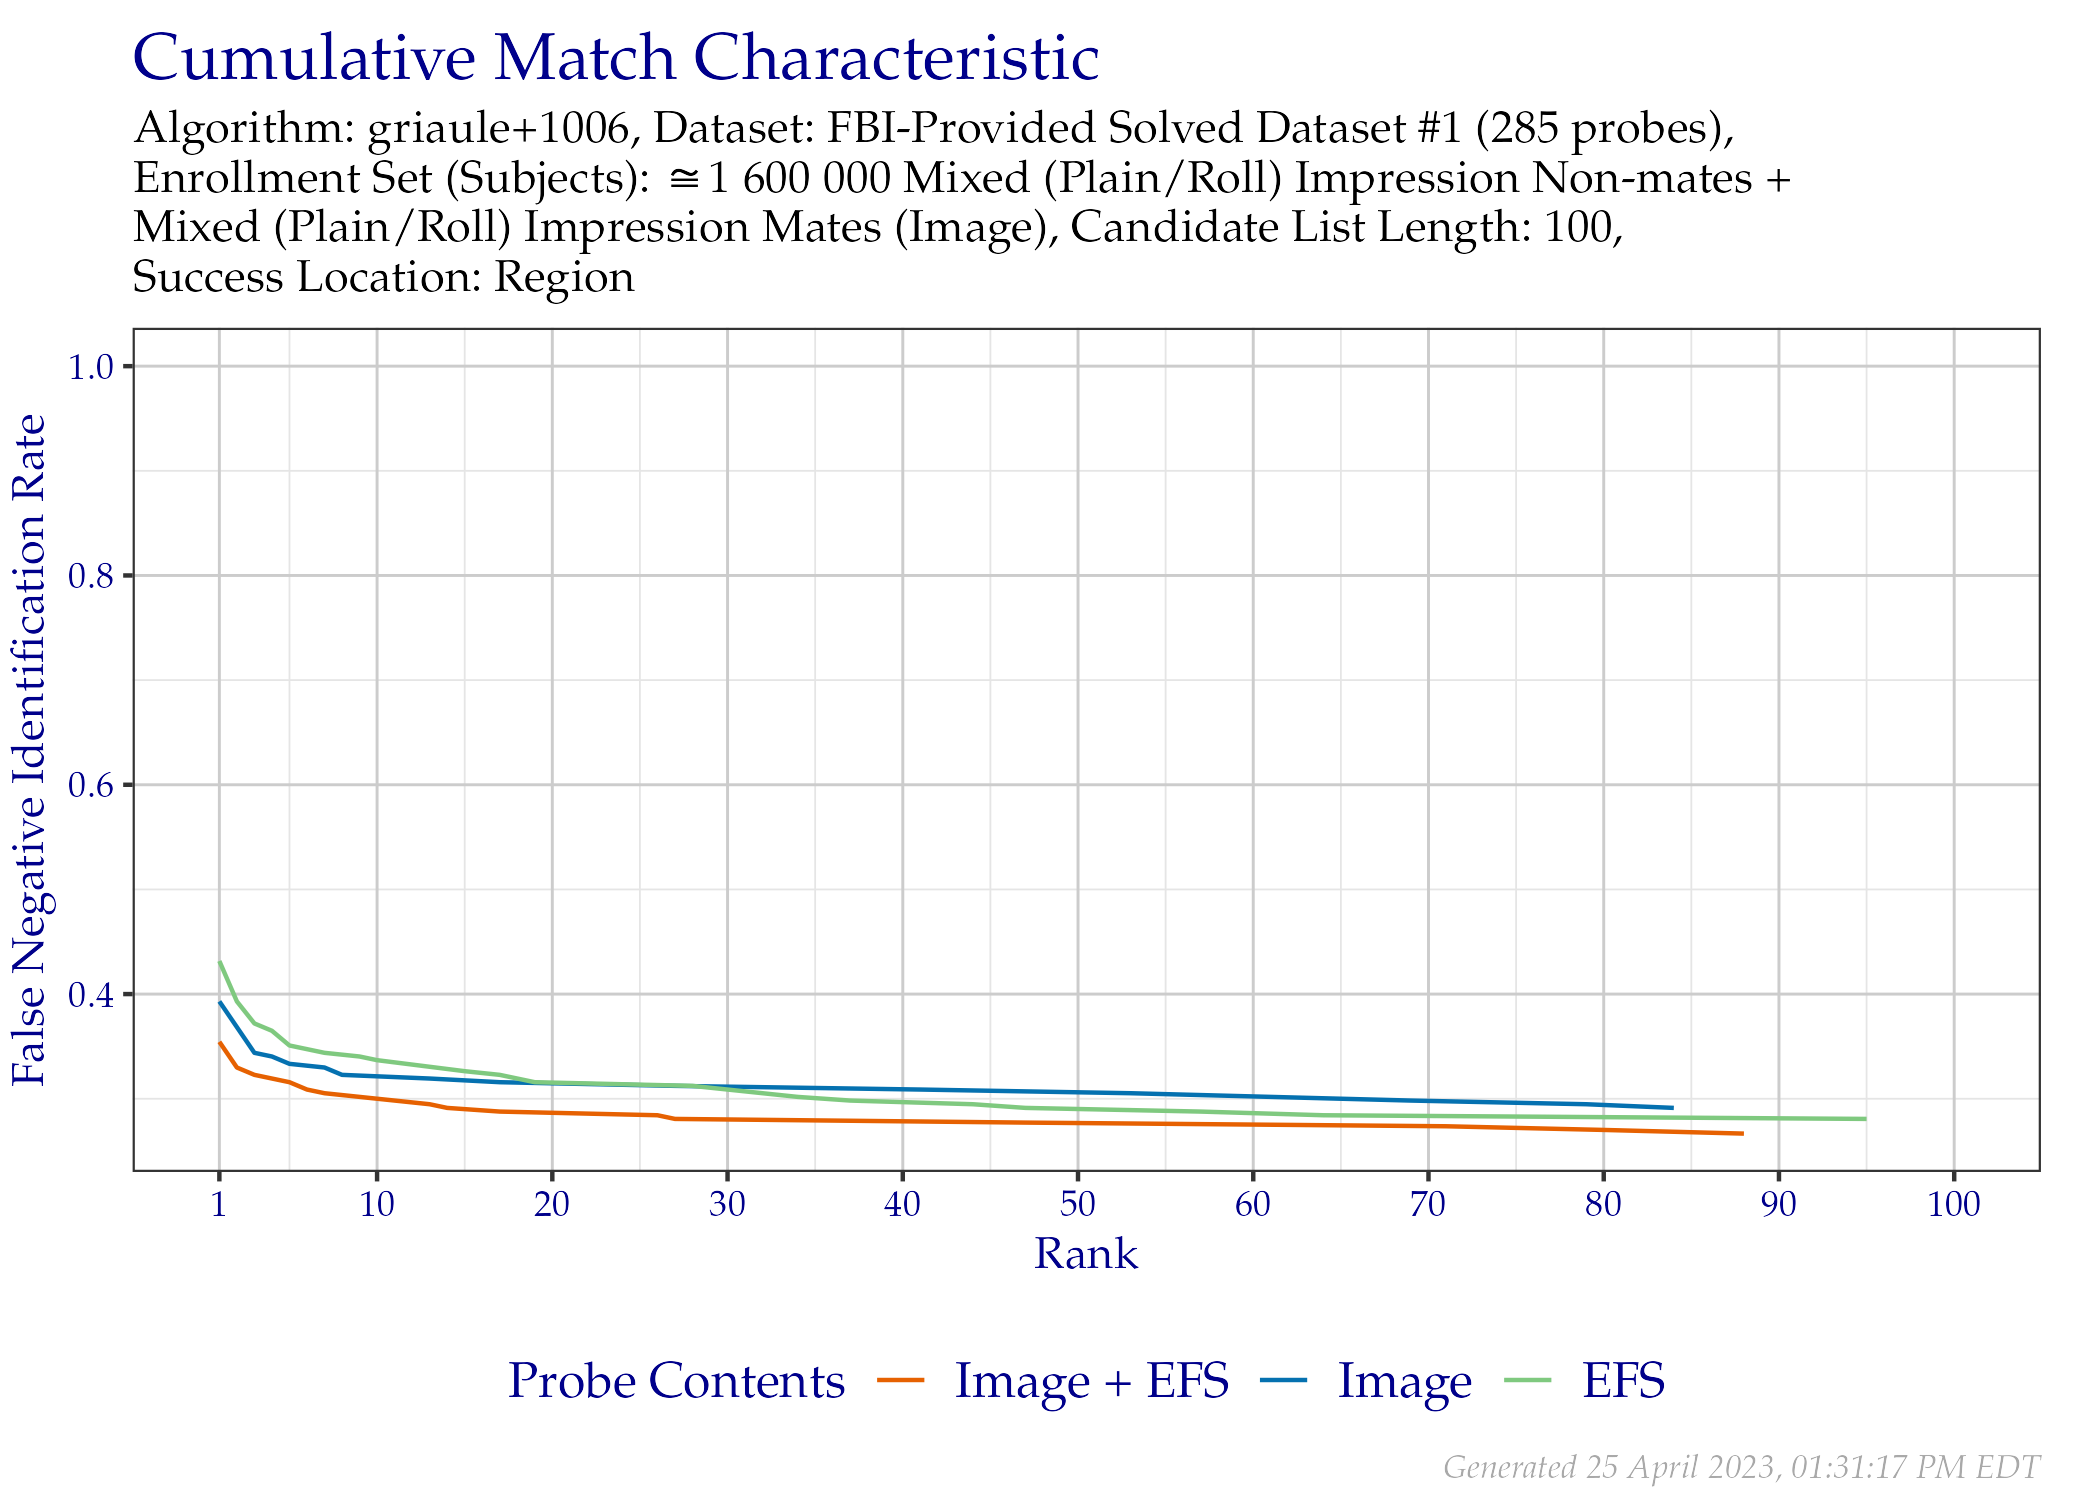 Cumulative Match Characteristic
Algorithm: griaule+1006, Dataset: FBI-Provided Solved Dataset #1 (285 probes),
Enrollment Set (Subjects): ≅1 600 000 Mixed (Plain/Roll) Impression Non-mates +
Mixed (Plain/Roll) Impression Mates (Image), Candidate List Length: 100,
Success Location: Region
False Negative Identification Rate
1.0
0.8
0.6
0.4
1 10 20 30 40 50 60 70 80 90 100
Rank
Probe Contents Image + EFS Image EFS
Generated 25 April 2023, 01:31:17 PM EDT